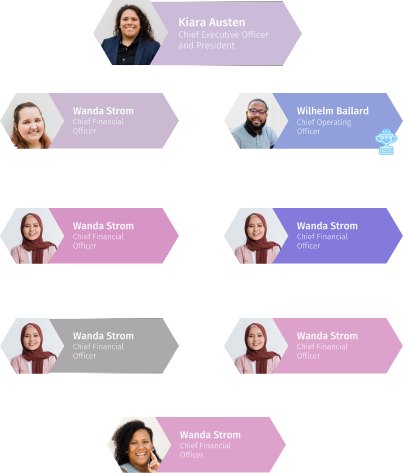 Kiara Austen
Chief Executive Officer
and President
Wanda Strom
Chief Financial
Officer
Wilhelm Ballard
Chief Operating
Officer
Wanda Strom
Chief Financial
Officer
Wanda Strom
Chief Financial
Officer
Wanda Strom
Chief Financial
Officer
Wanda Strom
Chief Financial
Officer
Wanda Strom
Chief Financial
Officer